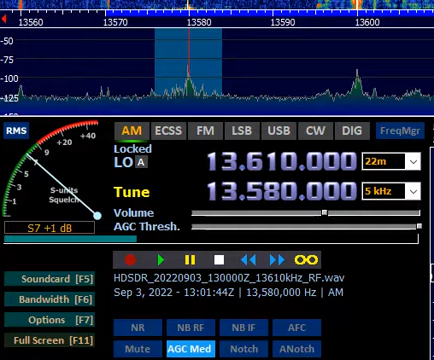 13560 13570 13580 13590 13600
-50
-75
-100
-125
RMS
AM ECSS FM LSB USB CW DIG FreqMgr
1 3 5 7 9 +20 +40
S-units
Squelch
S7 +1 dB
Locked
LO A 13.610.000 22m
Tune 13.580.000 5 kHz
Volume
AGC Thresh.
HDSDR_20220903_130000Z_13610kHz_RF.wav
Sep 3, 2022 - 13:01:44Z | 13,580,000 Hz | AM
Soundcard [F5]
Bandwidth [F6]
Options [F7]
Full Screen [F11]
NR NB RF NB IF AFC
Mute AGC Med Notch ANotch